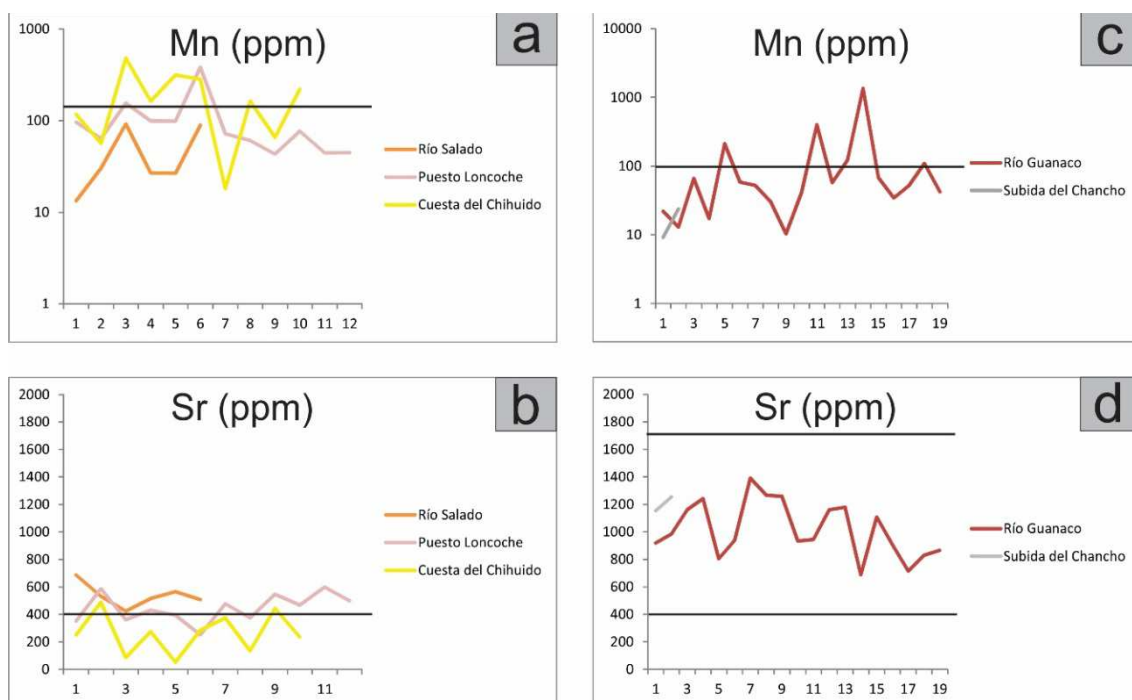 Mn (ppm)
a
1000
100
10
1
1 2 3 4 5 6 7 8 9 10 11 12
Río Salado
Puesto Loncoche
Cuesta del Chihuido
Mn (ppm)
c
10000
1000
100
10
1
1 3 5 7 9 11 13 15 17 19
Río Guanaco
Subida del Chancho
Sr (ppm)
b
2000
1800
1600
1400
1200
1000
800
600
400
200
0
1 3 5 7 9 11
Río Salado
Puesto Loncoche
Cuesta del Chihuido
Sr (ppm)
d
2000
1800
1600
1400
1200
1000
800
600
400
200
0
1 3 5 7 9 11 13 15 17 19
Río Guanaco
Subida del Chancho